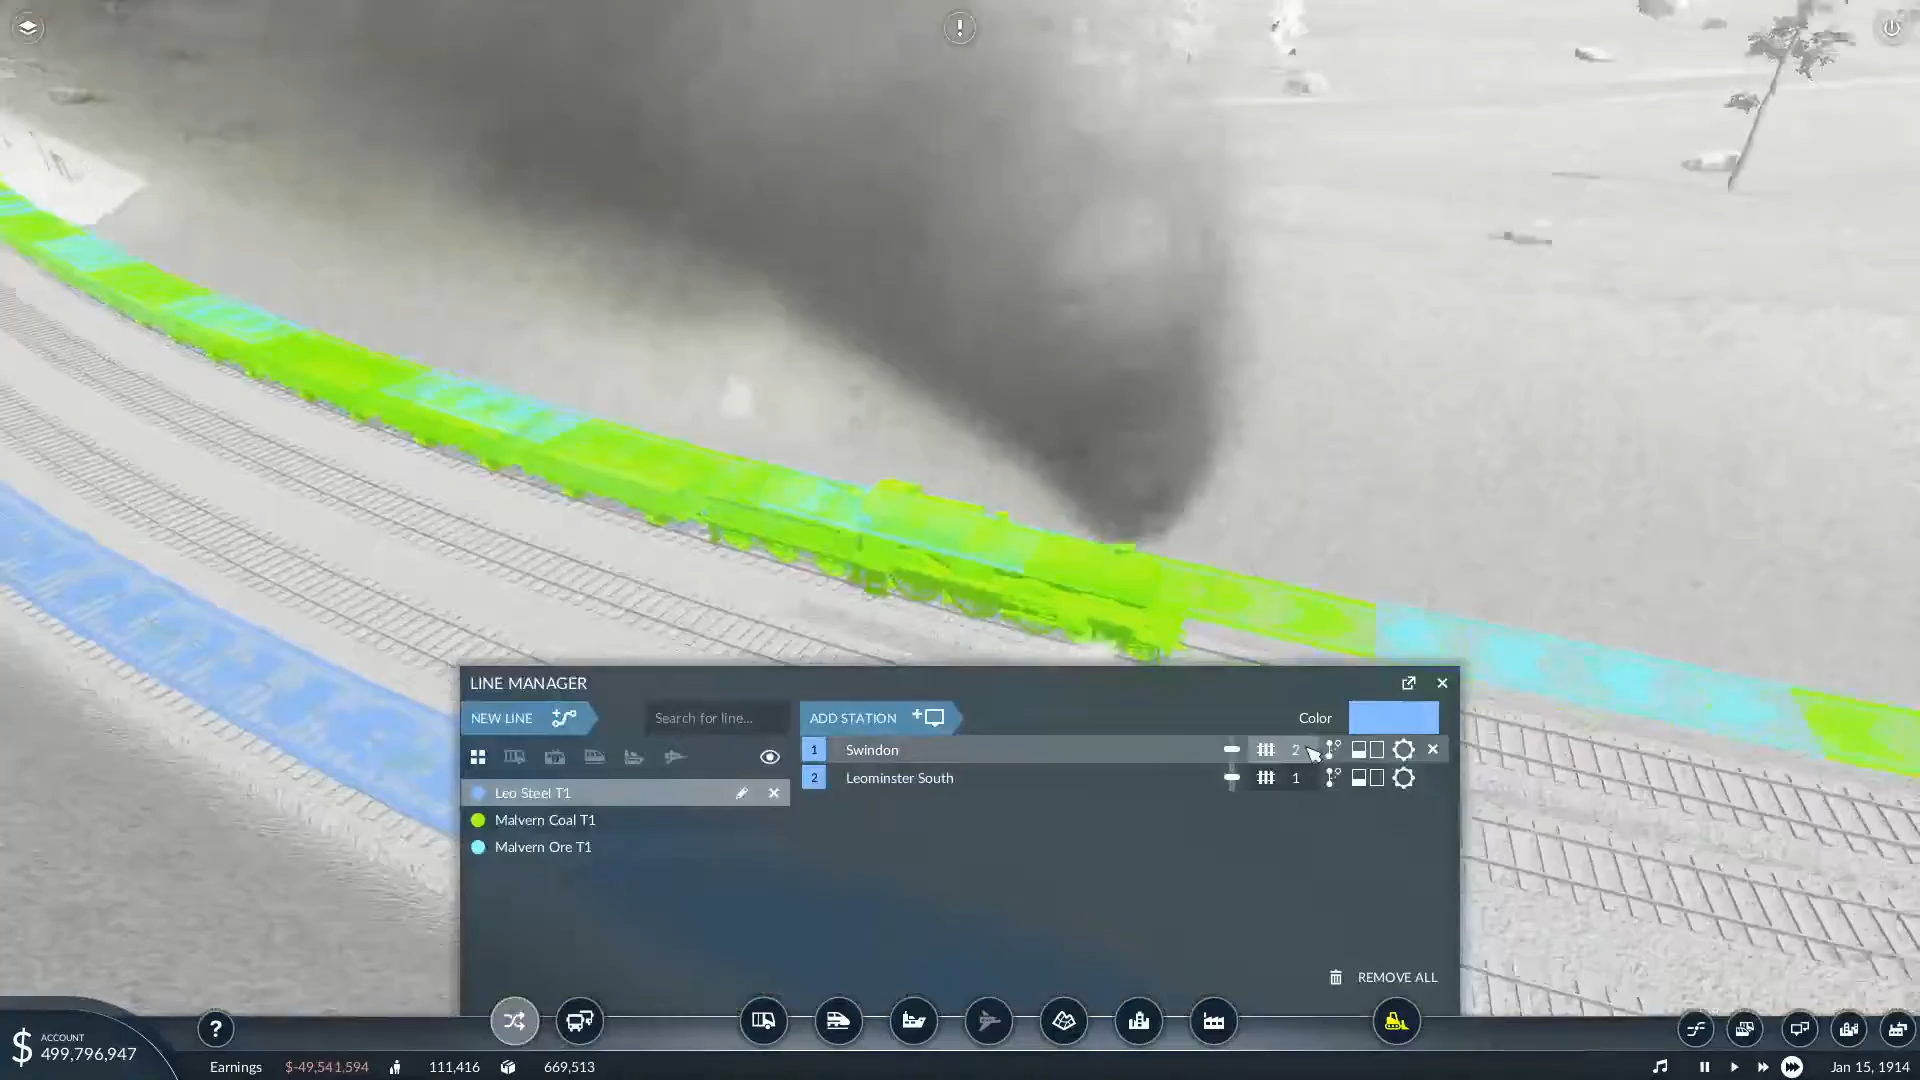 LINE MANAGER
NEW LINE
Search for line...
ADD STATION
Color
1 Swindon 2
2 Leominster South 1
Leo Steel T1
Malvern Coal T1
Malvern Ore T1
REMOVE ALL
?
$ ACCOUNT
499,796,947
Earnings $-49,541,594 111,416 669,513
Jan 15, 1914